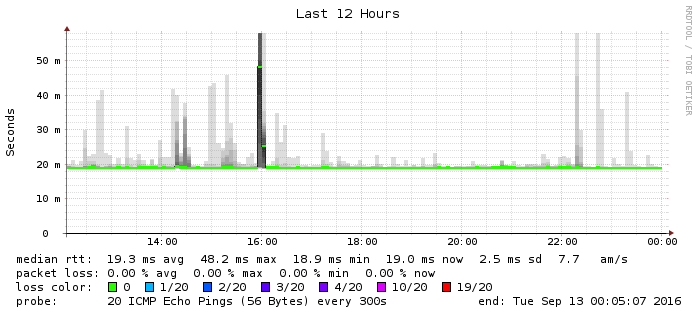 Last 12 Hours
RRDTOOL / TOBI OETIKER
Seconds
50 m
40 m
30 m
20 m
10 m
0
14:00 16:00 18:00 20:00 22:00 00:00
median rtt: 19.3 ms avg 48.2 ms max 18.9 ms min 19.0 ms now 2.5 ms sd 7.7 am/s
packet loss: 0.00 % avg 0.00 % max 0.00 % min 0.00 % now
loss color: 0 1/20 2/20 3/20 4/20 10/20 19/20
probe: 20 ICMP Echo Pings (56 Bytes) every 300s end: Tue Sep 13 00:05:07 2016